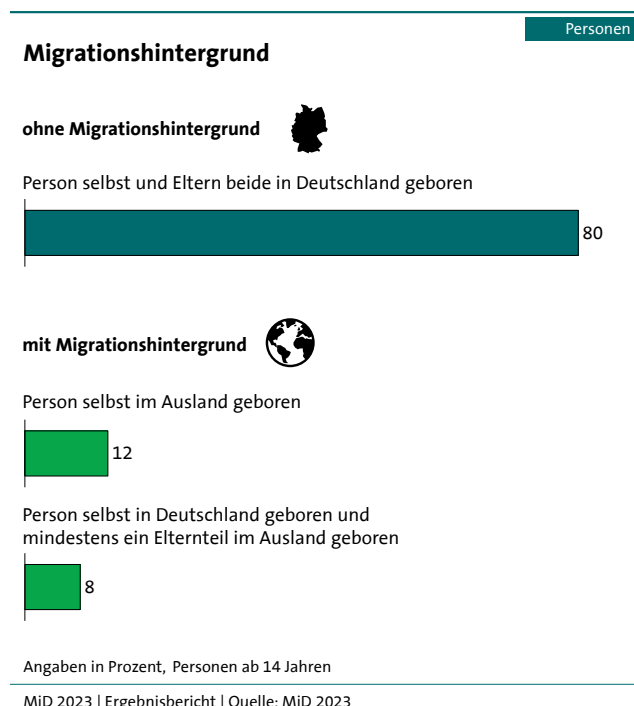 Personen
Migrationshintergrund
ohne Migrationshintergrund
Person selbst und Eltern beide in Deutschland geboren
80
mit Migrationshintergrund
Person selbst im Ausland geboren
12
Person selbst in Deutschland geboren und
mindestens ein Elternteil im Ausland geboren
8
Angaben in Prozent, Personen ab 14 Jahren
MiD 2023 | Ergebnisbericht | Quelle: MiD 2023